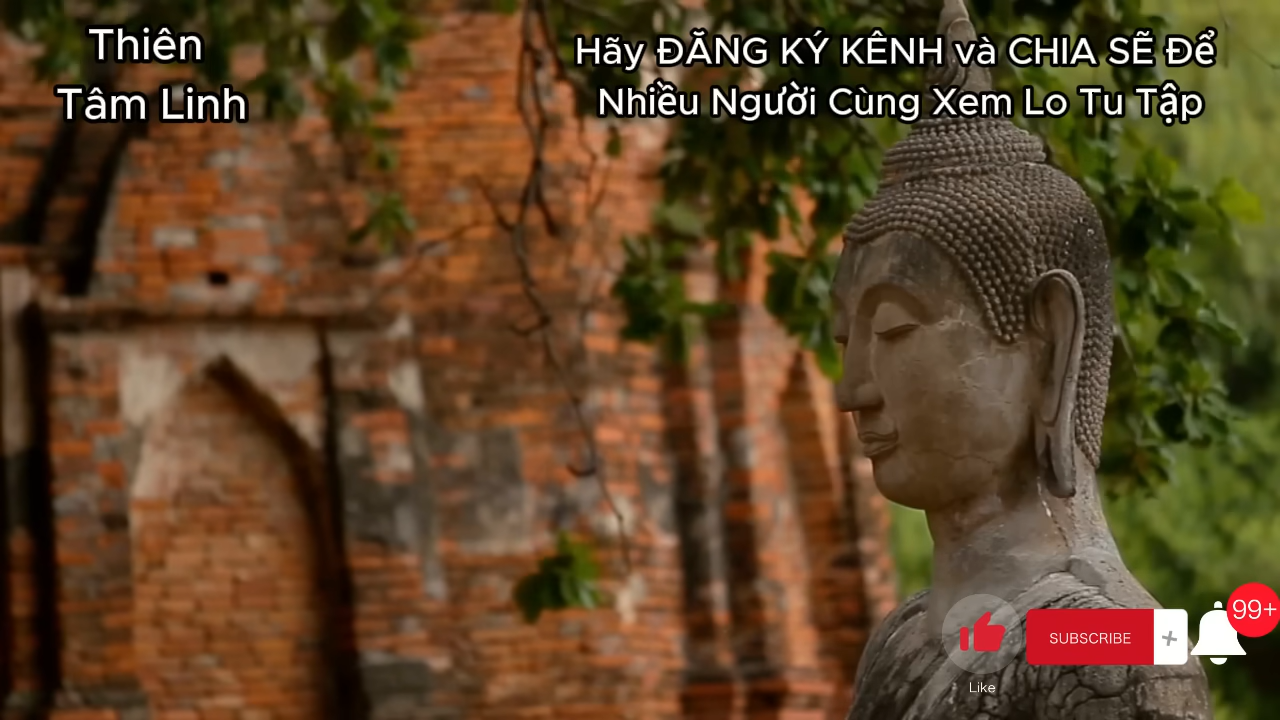 Thiên
Tâm Linh
Hãy ĐĂNG KÝ KÊNH và CHIA SẼ Để
Nhiều Người Cùng Xem Lo Tu Tập
99+
SUBSCRIBE
Like